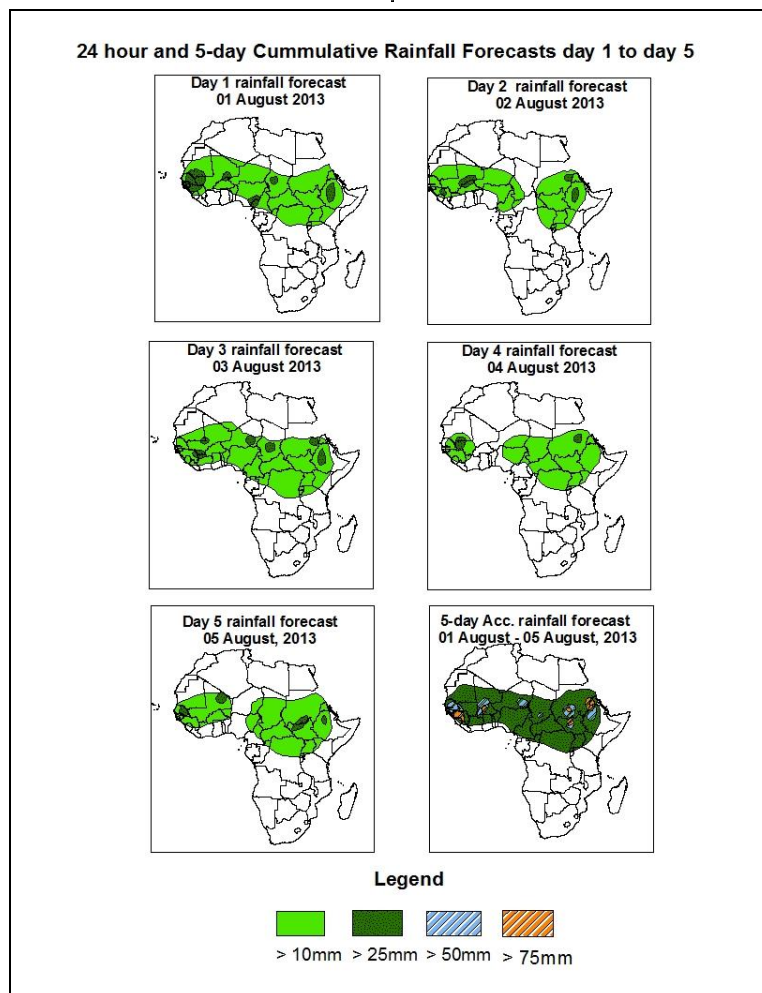 24 hour and 5-day Cummulative Rainfall Forecasts day 1 to day 5
Day 1 rainfall forecast
01 August 2013
Day 2 rainfall forecast
02 August 2013
Day 3 rainfall forecast
03 August 2013
Day 4 rainfall forecast
04 August 2013
Day 5 rainfall forecast
05 August, 2013
5-day Acc. rainfall forecast
01 August - 05 August, 2013
Legend
> 10mm > 25mm > 50mm > 75mm